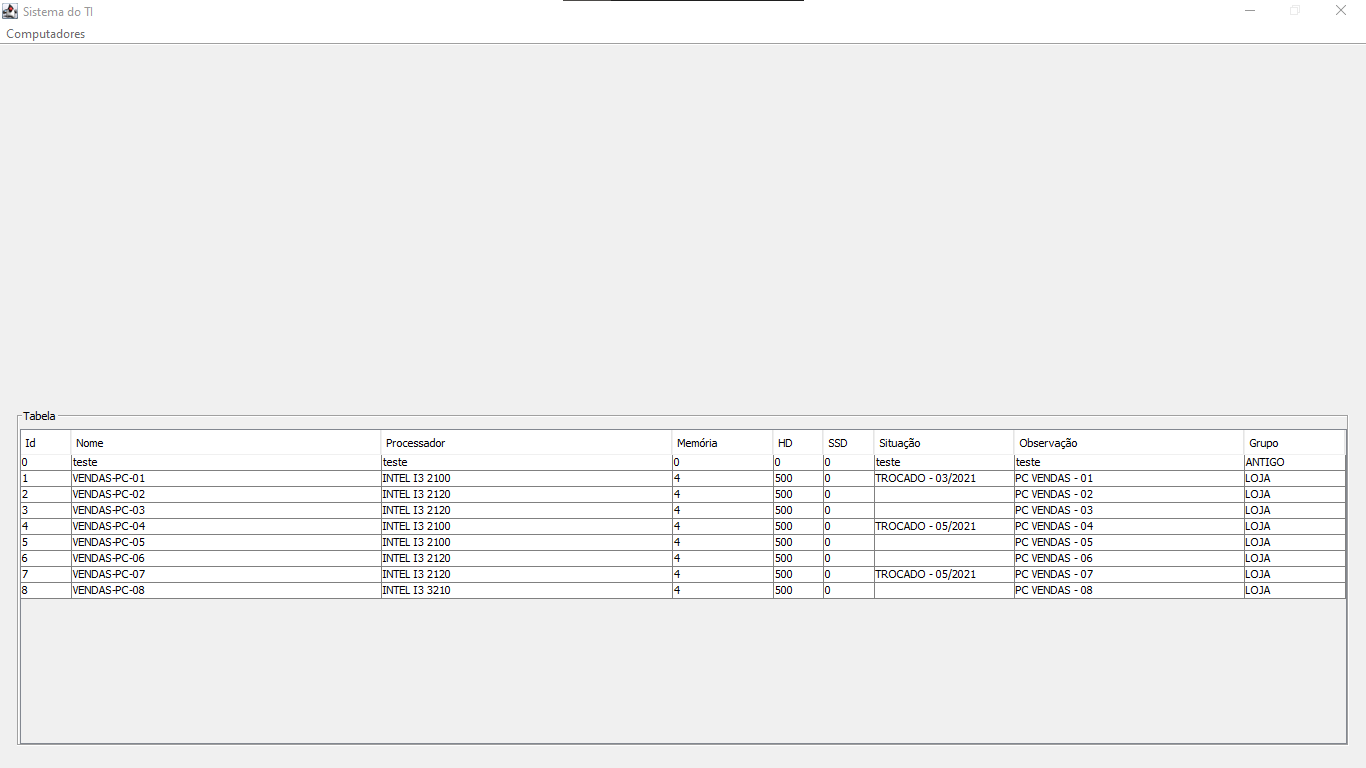 Sistema do TI
Computadores
Tabela
Id Nome Processador Memória HD SSD Situação Observação Grupo
0 teste teste 0 0 0 teste teste ANTIGO
1 VENDAS-PC-01 INTEL I3 2100 4 500 0 TROCADO - 03/2021 PC VENDAS - 01 LOJA
2 VENDAS-PC-02 INTEL I3 2120 4 500 0 PC VENDAS - 02 LOJA
3 VENDAS-PC-03 INTEL I3 2120 4 500 0 PC VENDAS - 03 LOJA
4 VENDAS-PC-04 INTEL I3 2100 4 500 0 TROCADO - 05/2021 PC VENDAS - 04 LOJA
5 VENDAS-PC-05 INTEL I3 2100 4 500 0 PC VENDAS - 05 LOJA
6 VENDAS-PC-06 INTEL I3 2120 4 500 0 PC VENDAS - 06 LOJA
7 VENDAS-PC-07 INTEL I3 2120 4 500 0 TROCADO - 05/2021 PC VENDAS - 07 LOJA
8 VENDAS-PC-08 INTEL I3 3210 4 500 0 PC VENDAS - 08 LOJA